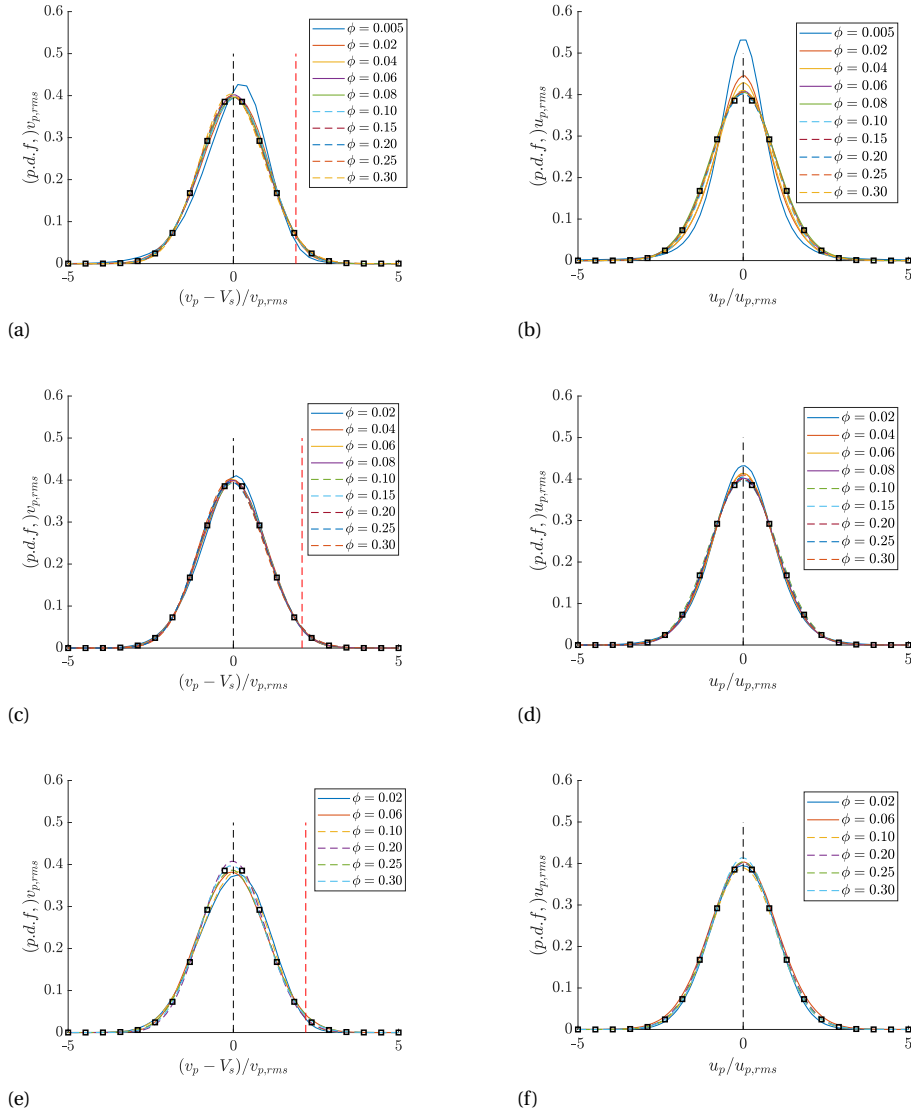 0.6
0.5
0.4
0.3
0.2
0.1
0
-5
0
5
(p.d.f,)v_{p,rms}
(v_p − V_s)/v_{p,rms}
ϕ = 0.005
ϕ = 0.02
ϕ = 0.04
ϕ = 0.06
ϕ = 0.08
ϕ = 0.10
ϕ = 0.15
ϕ = 0.20
ϕ = 0.25
ϕ = 0.30
(a)
0.6
0.5
0.4
0.3
0.2
0.1
0
-5
0
5
(p.d.f,)u_{p,rms}
u_p/u_{p,rms}
ϕ = 0.005
ϕ = 0.02
ϕ = 0.04
ϕ = 0.06
ϕ = 0.08
ϕ = 0.10
ϕ = 0.15
ϕ = 0.20
ϕ = 0.25
ϕ = 0.30
(b)
0.6
0.5
0.4
0.3
0.2
0.1
0
-5
0
5
(p.d.f,)v_{p,rms}
(v_p − V_s)/v_{p,rms}
ϕ = 0.02
ϕ = 0.04
ϕ = 0.06
ϕ = 0.08
ϕ = 0.10
ϕ = 0.15
ϕ = 0.20
ϕ = 0.25
ϕ = 0.30
(c)
0.6
0.5
0.4
0.3
0.2
0.1
0
-5
0
5
(p.d.f,)u_{p,rms}
u_p/u_{p,rms}
ϕ = 0.02
ϕ = 0.04
ϕ = 0.06
ϕ = 0.08
ϕ = 0.10
ϕ = 0.15
ϕ = 0.20
ϕ = 0.25
ϕ = 0.30
(d)
0.6
0.5
0.4
0.3
0.2
0.1
0
-5
0
5
(p.d.f,)v_{p,rms}
(v_p − V_s)/v_{p,rms}
ϕ = 0.02
ϕ = 0.06
ϕ = 0.10
ϕ = 0.20
ϕ = 0.25
ϕ = 0.30
(e)
0.6
0.5
0.4
0.3
0.2
0.1
0
-5
0
5
(p.d.f,)u_{p,rms}
u_p/u_{p,rms}
ϕ = 0.02
ϕ = 0.06
ϕ = 0.10
ϕ = 0.20
ϕ = 0.25
ϕ = 0.30
(f)